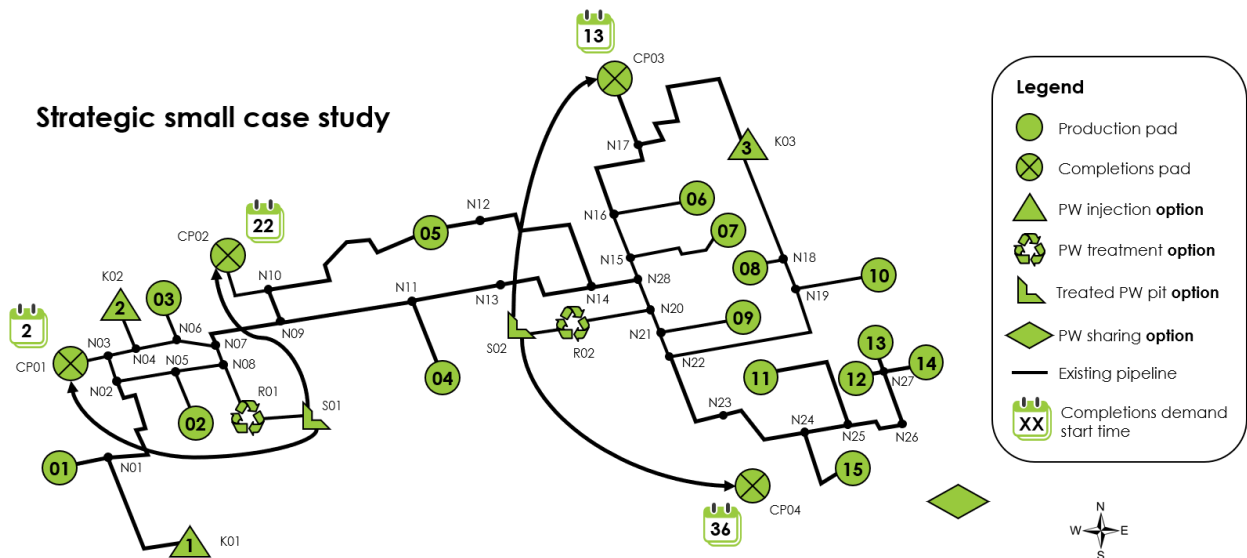 13
CP03
Strategic small case study
Legend
Production pad
Completions pad
PW injection option
PW treatment option
Treated PW pit option
PW sharing option
Existing pipeline
XX
Completions demand
start time
N17
3
K03
22
CP02
N12
05
06
N16
07
N15
08
N18
10
K02
2
03
N10
N11
N13
N14
N28
N19
2
CP01
N03
N04
N06
N07
N09
N20
N21
09
N22
S02
R02
N02
N05
N08
04
02
R01
S01
11
13
12
14
N27
N23
N24
N25
N26
01
N01
15
1
K01
CP04
36
N
W
E
S